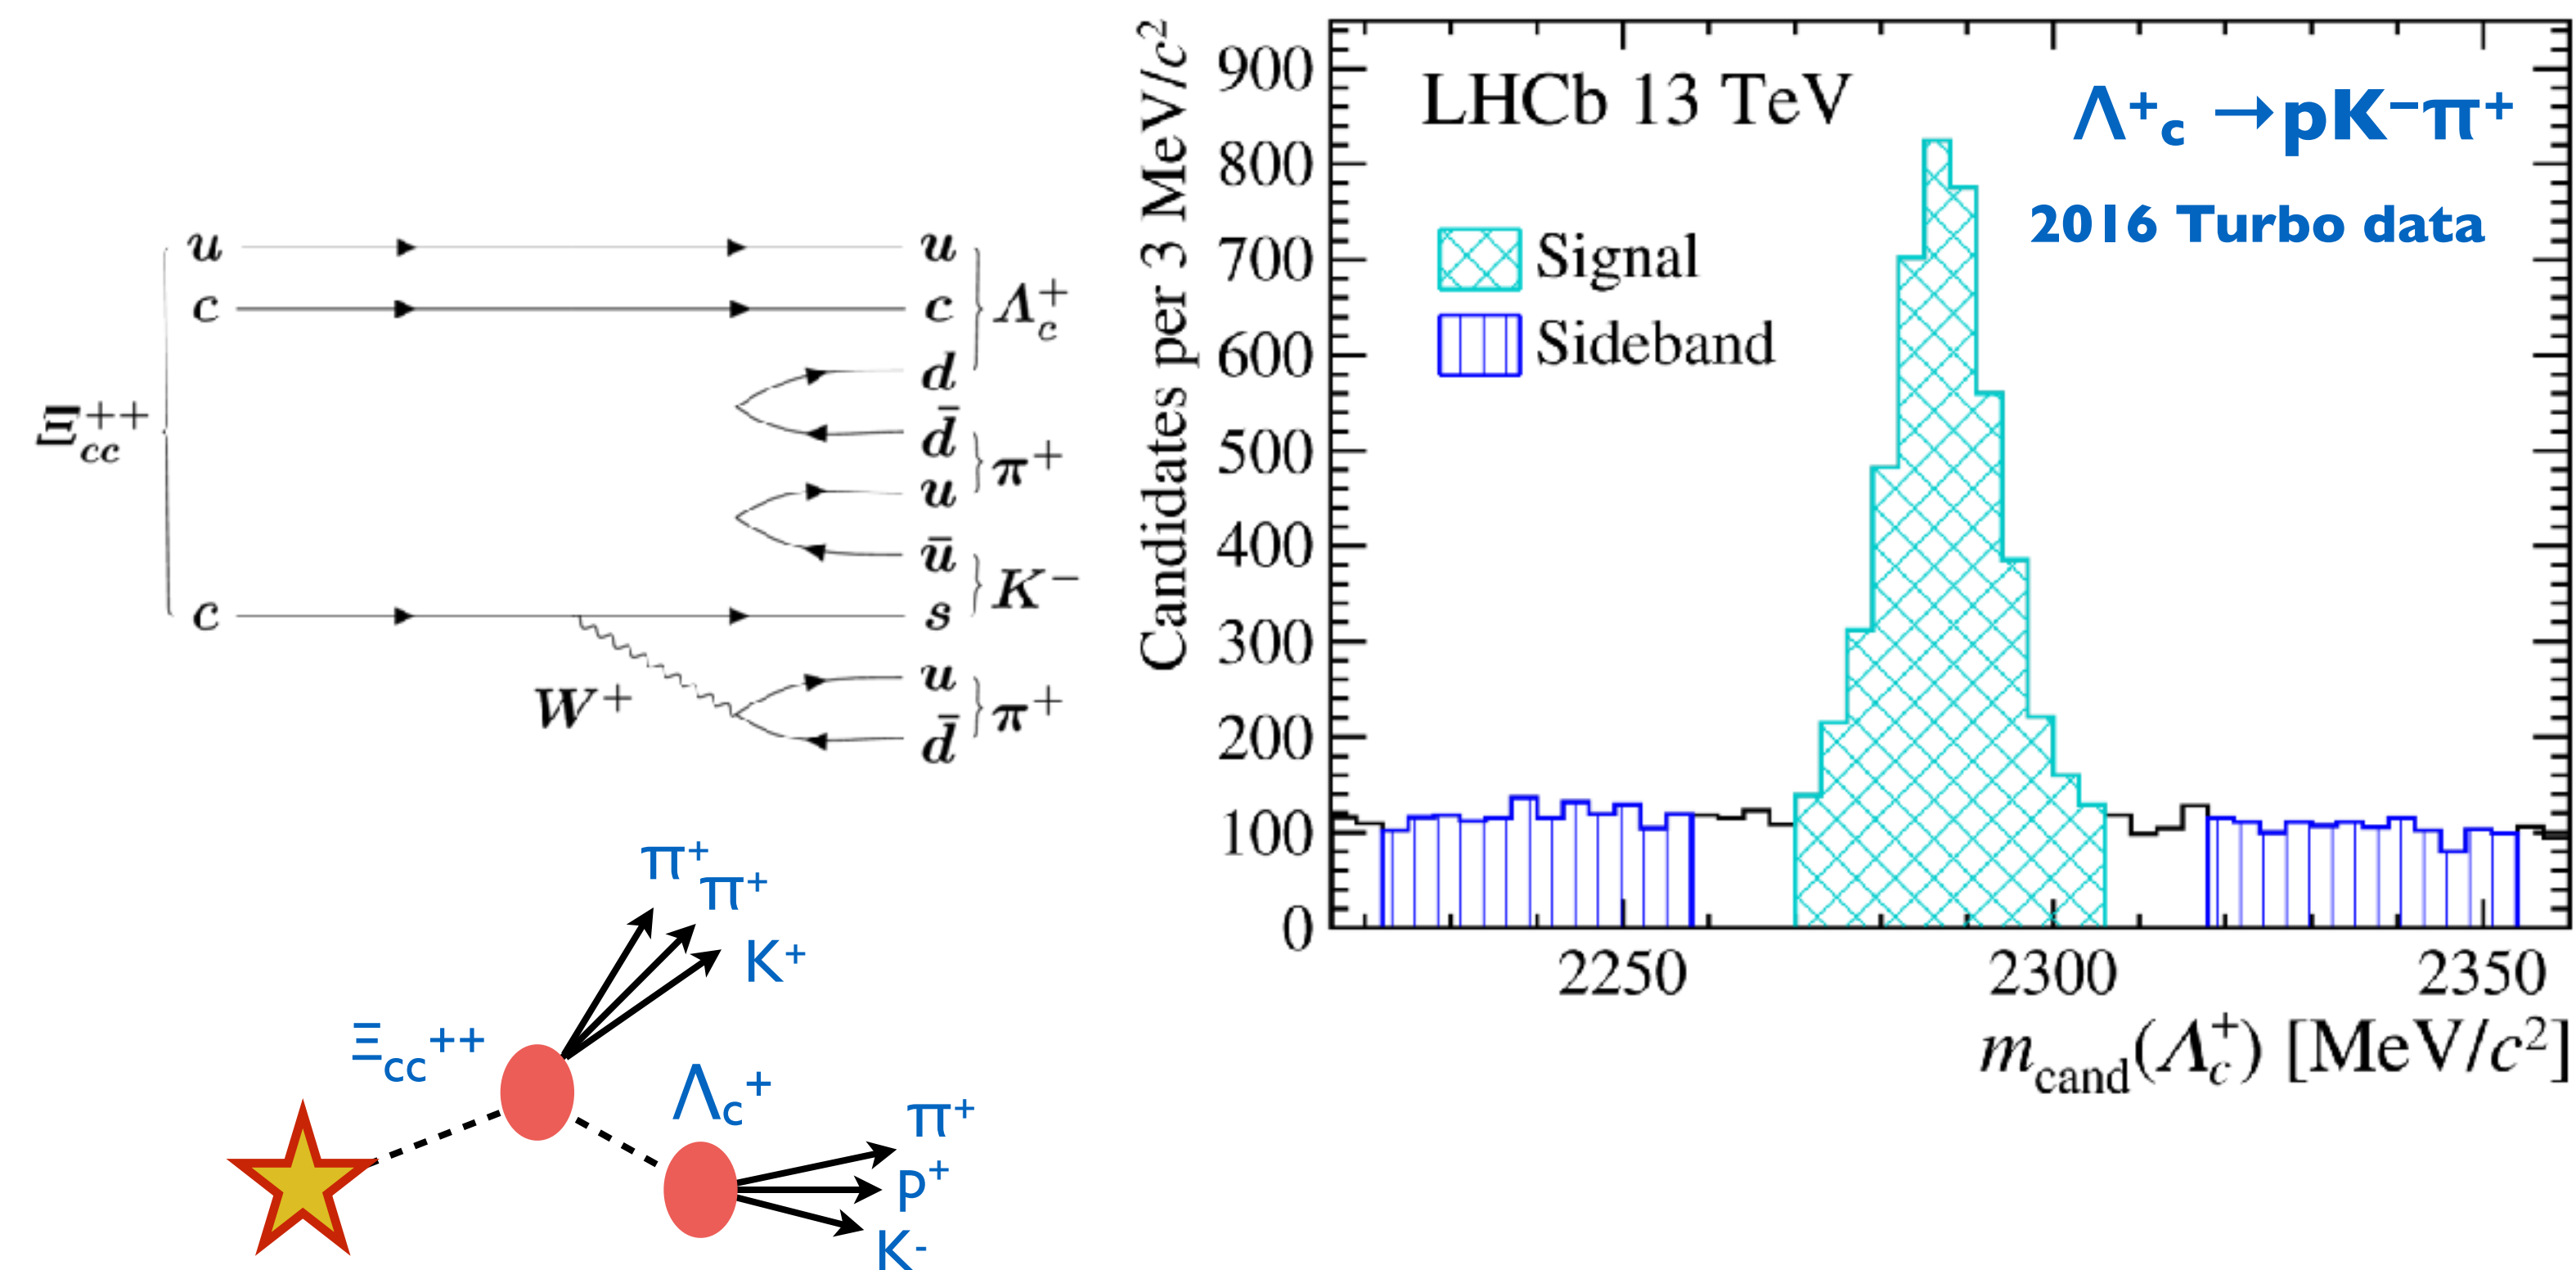 u
u
c
c
Λc+
d
d̄
π+
u
Ξcc++
ū
K−
c
s
W+
u
π+
d̄
π+
π+
K+
Ξcc++
Λc+
π+
p+
K-
Candidates per 3 MeV/c2
900
800
700
600
500
400
300
200
100
0
LHCb 13 TeV
Λ+c →pK−π+
2016 Turbo data
Signal
Sideband
2250
2300
2350
mcand(Λc+) [MeV/c2]